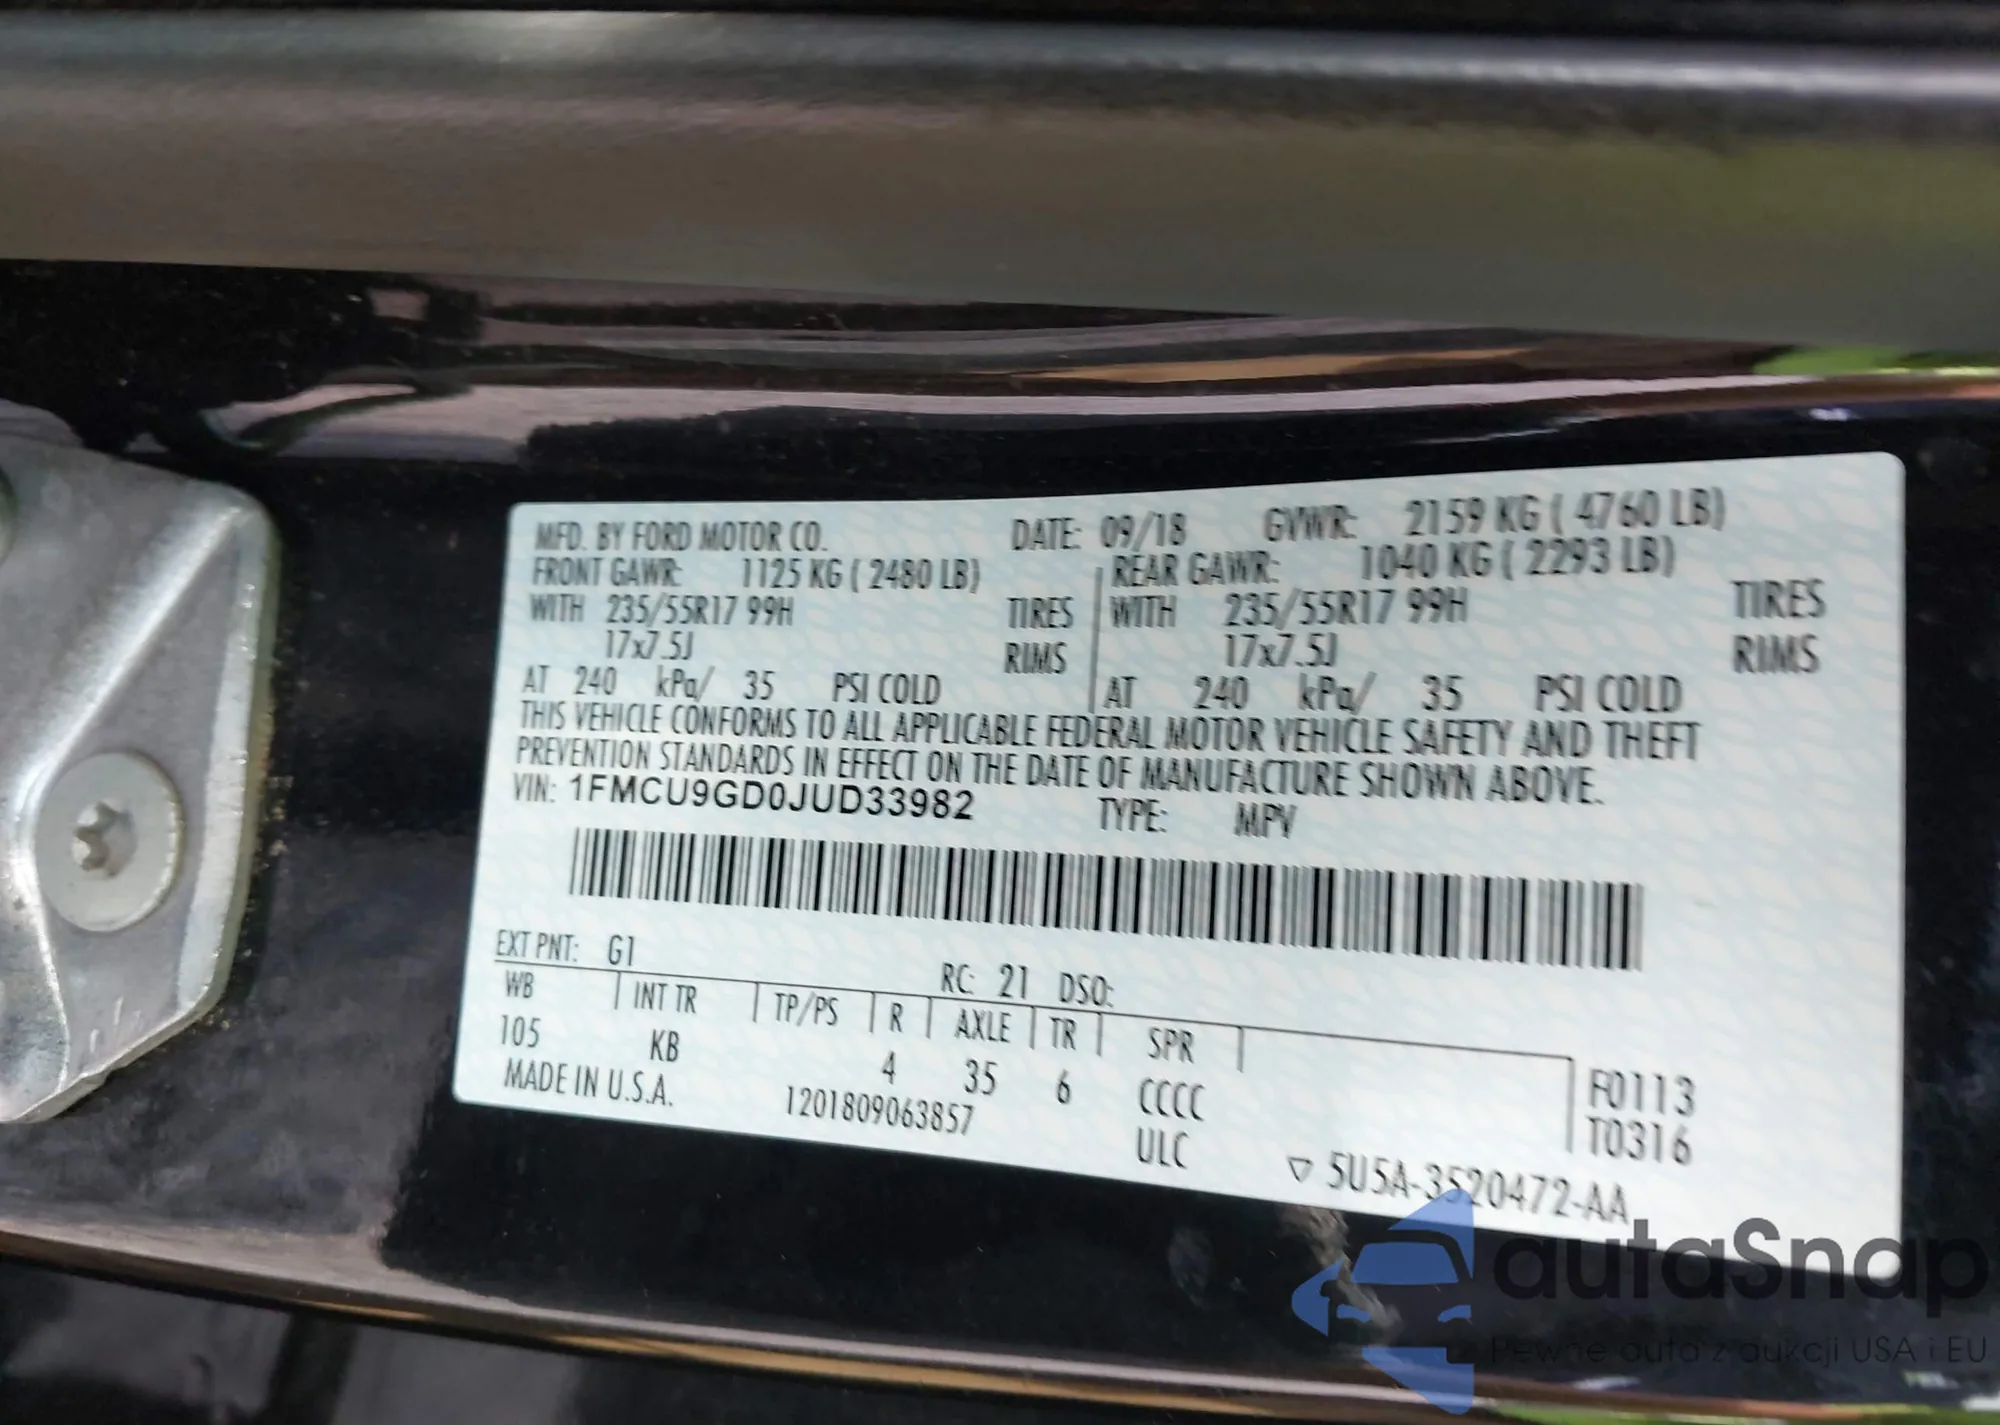 MFD. BY FORD MOTOR CO. DATE: 09/18 GVWR: 2159 KG ( 4760 LB)
FRONT GAWR: 1125 KG ( 2480 LB) REAR GAWR: 1040 KG ( 2293 LB)
WITH 235/55R17 99H TIRES WITH 235/55R17 99H TIRES
17x7.5J RIMS 17x7.5J RIMS
AT 240 kPa/ 35 PSI COLD AT 240 kPa/ 35 PSI COLD
THIS VEHICLE CONFORMS TO ALL APPLICABLE FEDERAL MOTOR VEHICLE SAFETY AND THEFT
PREVENTION STANDARDS IN EFFECT ON THE DATE OF MANUFACTURE SHOWN ABOVE.
VIN: 1FMCU9GD0JUD33982 TYPE: MPV
EXT PNT: G1 RC: 21 DSO:
WB INT TR TP/PS R AXLE TR SPR
105 KB 4 35 6 CCCC F0113
MADE IN U.S.A. 1201809063857 ULC T0316
▽ 5U5A-3520472-AA
autaSnap
Pewne auta z aukcji USA i EU